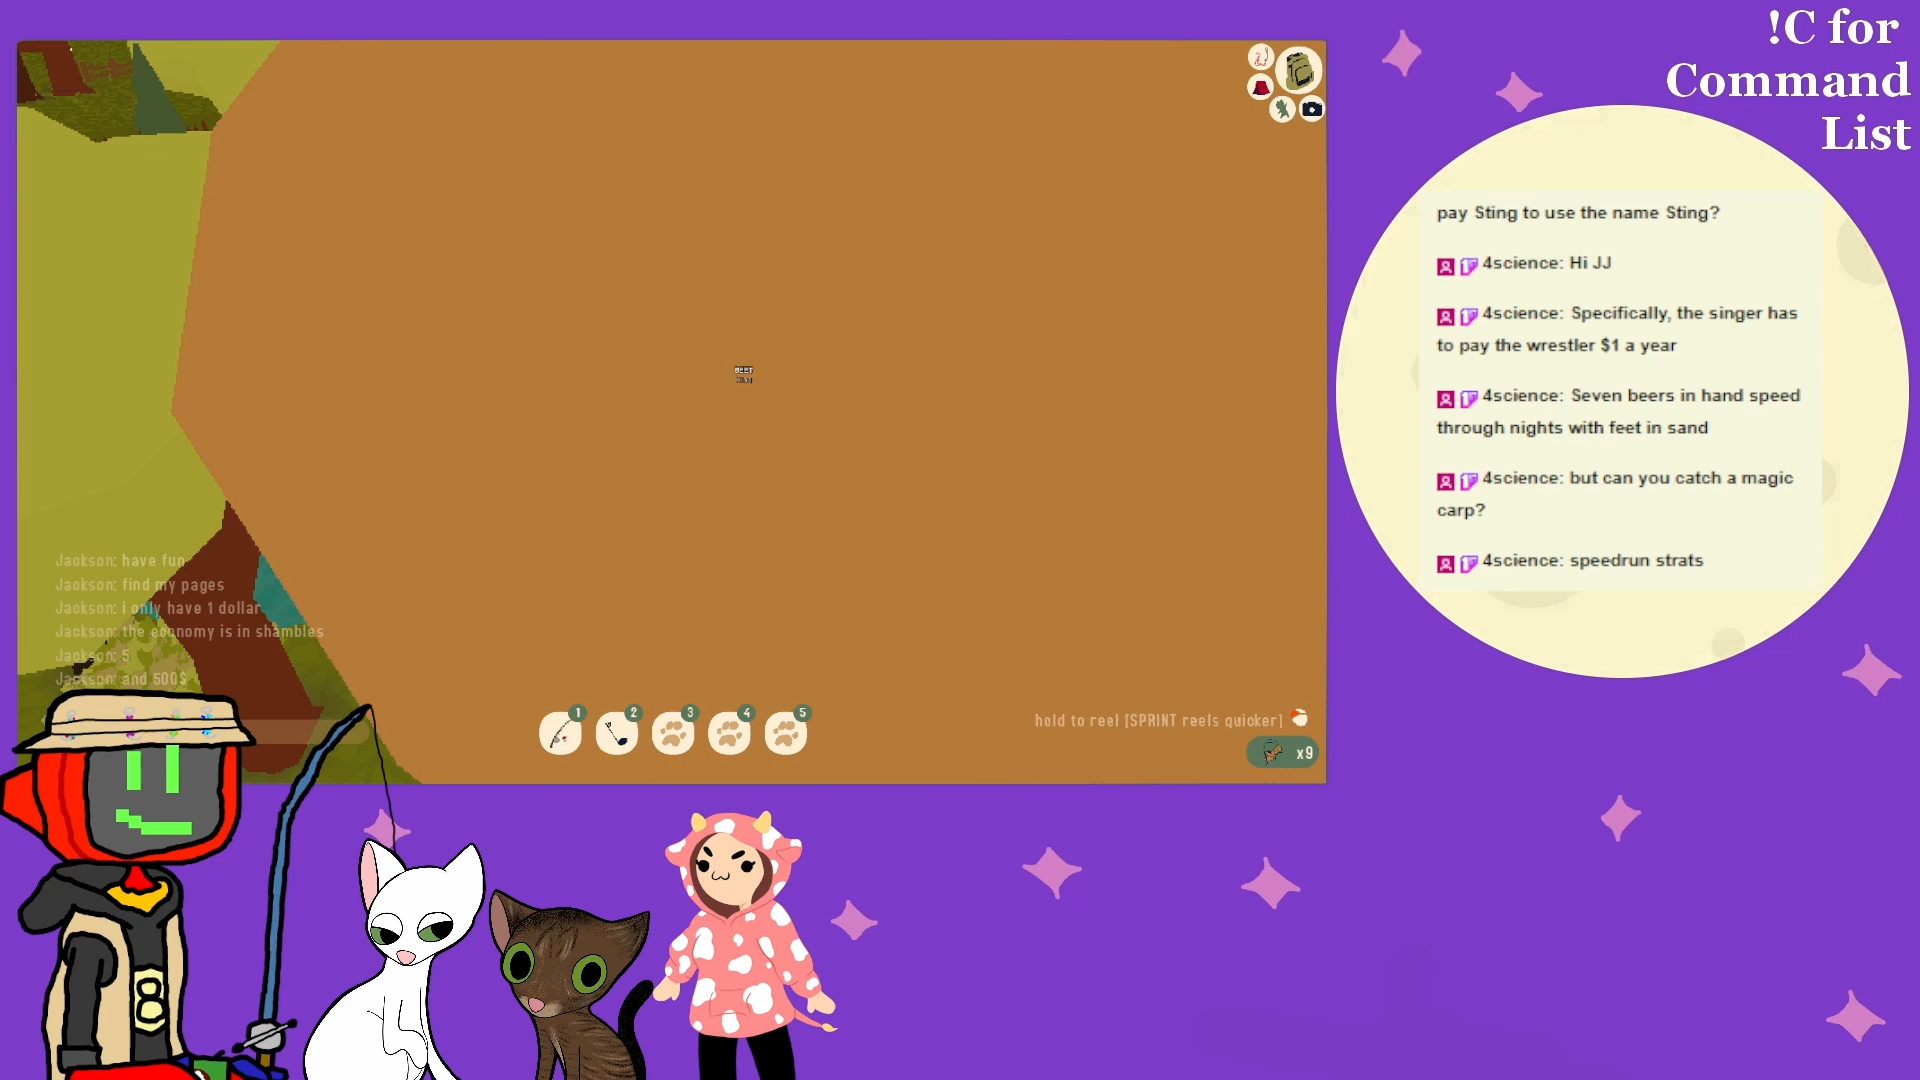 !C for
Command
List
pay Sting to use the name Sting?
4science: Hi JJ
4science: Specifically, the singer has
to pay the wrestler $1 a year
4science: Seven beers in hand speed
through nights with feet in sand
4science: but can you catch a magic
carp?
4science: speedrun strats
BEET
Jackson: have fun
Jackson: find my pages
Jackson: i only have 1 dollar
Jackson: the economy is in shambles
Jackson: 5
Jackson: and 500$
1 2 3 4 5
hold to reel [SPRINT reels quicker]
x9
8